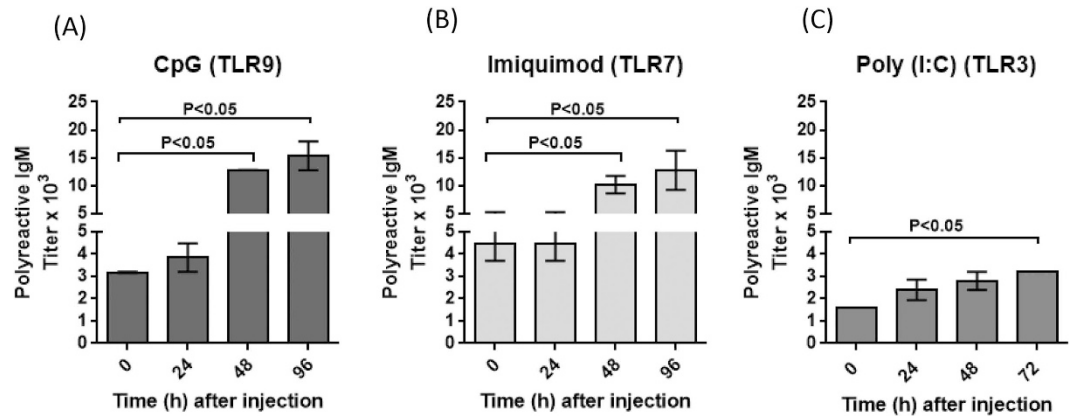 (A)
CpG (TLR9)
Polyreactive IgM
Titer x 10³
25
20
15
10
5
5
4
3
2
1
0
P<0.05
P<0.05
0
24
48
96
Time (h) after injection
(B)
Imiquimod (TLR7)
Polyreactive IgM
Titer x 10³
25
20
15
10
5
5
4
3
2
1
0
P<0.05
P<0.05
0
24
48
96
Time (h) after injection
(C)
Poly (I:C) (TLR3)
Polyreactive IgM
Titer x 10³
25
20
15
10
5
5
4
3
2
1
0
P<0.05
0
24
48
72
Time (h) after injection